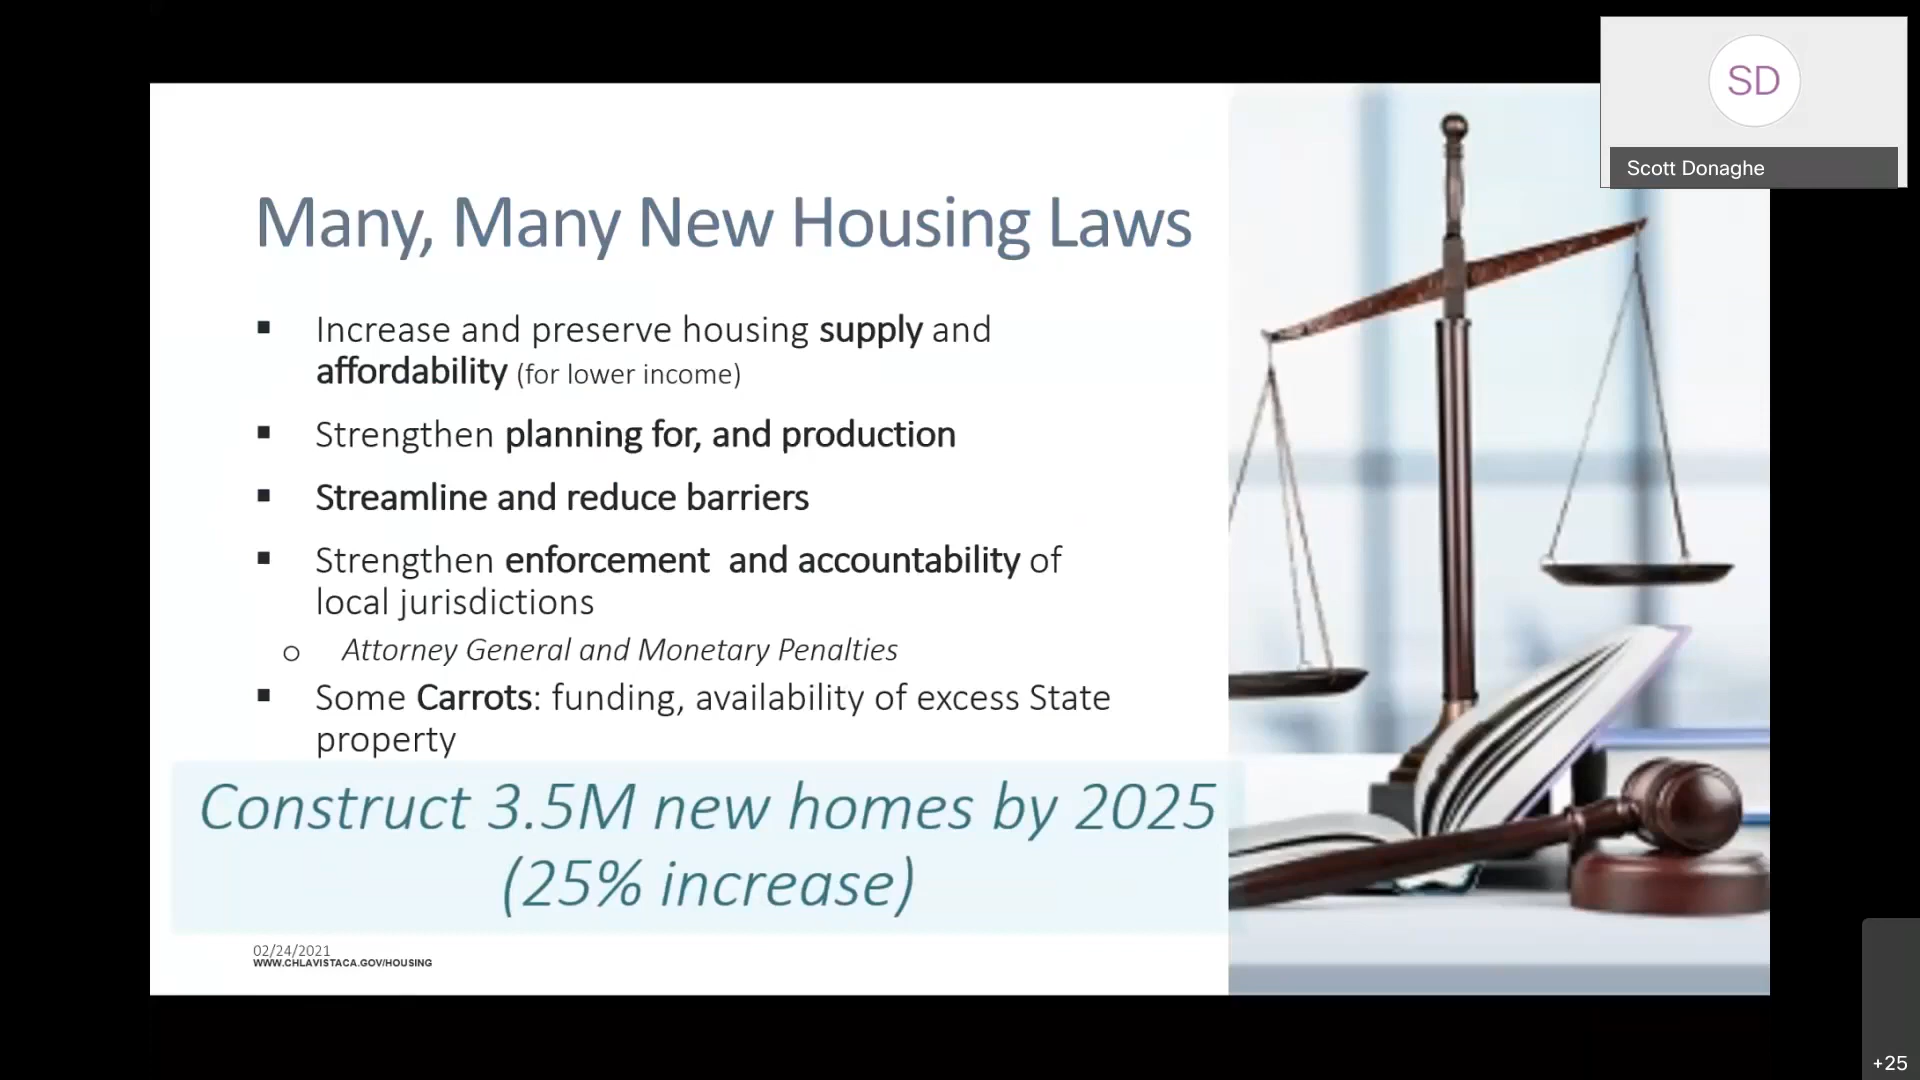 SD
Scott Donaghe
Many, Many New Housing Laws
▪ Increase and preserve housing supply and
affordability (for lower income)
▪ Strengthen planning for, and production
▪ Streamline and reduce barriers
▪ Strengthen enforcement  and accountability of
local jurisdictions
o Attorney General and Monetary Penalties
▪ Some Carrots: funding, availability of excess State
property
Construct 3.5M new homes by 2025
(25% increase)
02/24/2021
WWW.CHLAVISTACA.GOV/HOUSING
+25